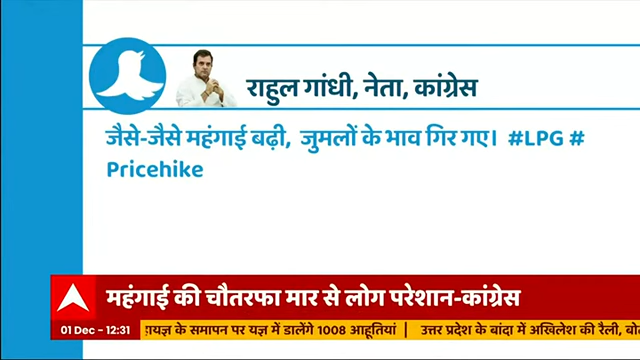 राहुल गांधी, नेता, कांग्रेस
जैसे-जैसे महंगाई बढ़ी, जुमलों के भाव गिर गए। #LPG #
Pricehike
महंगाई की चौतरफा मार से लोग परेशान-कांग्रेस
01 Dec - 12:31
के समापन पर यज्ञ में डालेंगे 1008 आहूतियां | उत्तर प्रदेश के बांदा में अखिलेश की रैली,